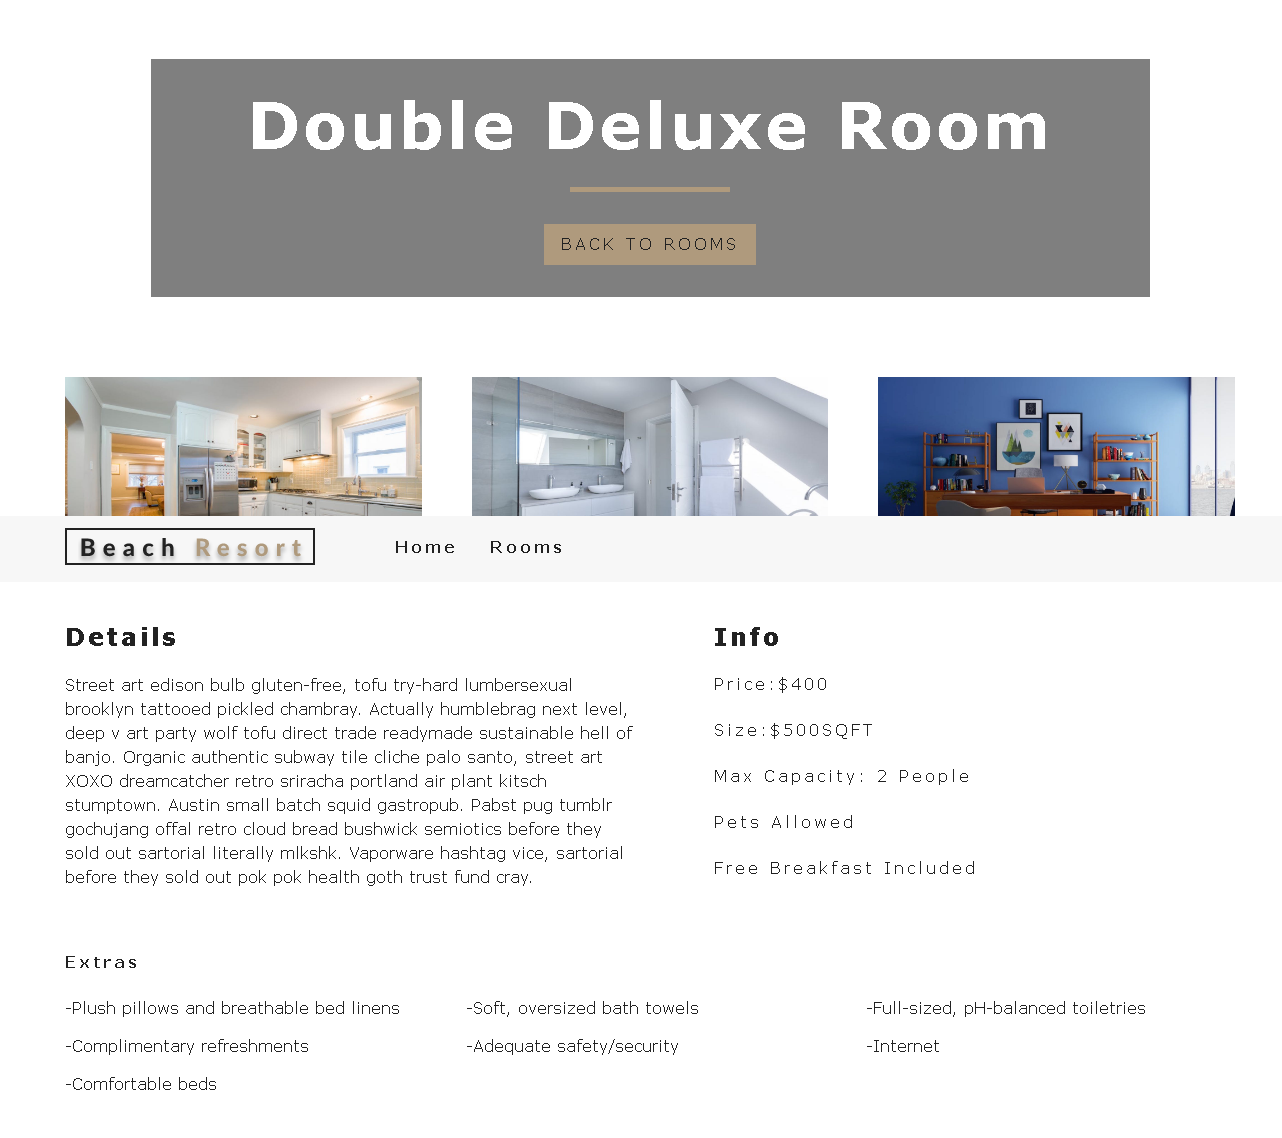 Double Deluxe Room
BACK TO ROOMS
Beach Resort
Home
Rooms
Details
Street art edison bulb gluten-free, tofu try-hard lumbersexual
brooklyn tattooed pickled chambray. Actually humblebrag next level,
deep v art party wolf tofu direct trade readymade sustainable hell of
banjo. Organic authentic subway tile cliche palo santo, street art
XOXO dreamcatcher retro sriracha portland air plant kitsch
stumptown. Austin small batch squid gastropub. Pabst pug tumblr
gochujang offal retro cloud bread bushwick semiotics before they
sold out sartorial literally mlkshk. Vaporware hashtag vice, sartorial
before they sold out pok pok health goth trust fund cray.
Info
Price:$400
Size:$500SQFT
Max Capacity: 2 People
Pets Allowed
Free Breakfast Included
Extras
-Plush pillows and breathable bed linens
-Soft, oversized bath towels
-Full-sized, pH-balanced toiletries
-Complimentary refreshments
-Adequate safety/security
-Internet
-Comfortable beds